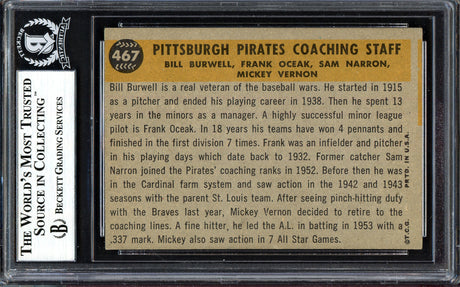 THE WORLD'S MOST TRUSTED
SOURCE IN COLLECTING™
BECKETT GRADING SERVICES
467
PITTSBURGH PIRATES COACHING STAFF
BILL BURWELL, FRANK OCEAK, SAM NARRON,
MICKEY VERNON
Bill Burwell is a real veteran of the baseball wars. He started in 1915
as a pitcher and ended his playing career in 1938. Then he spent 13
years in the minors as a manager. A highly successful minor league
pilot is Frank Oceak. In 18 years his teams have won 4 pennants and
finished in the first division 7 times. Frank was an infielder and pitcher
in his playing days which date back to 1932. Former catcher Sam
Narron joined the Pirates' coaching ranks in 1952. Before then he was
in the Cardinal farm system and saw action in the 1942 and 1943
seasons with the parent St. Louis team. After seeing pinch-hitting duty
with the Braves last year, Mickey Vernon decided to retire to the
coaching lines. A fine hitter, he led the A.L. in batting in 1953 with a
.337 mark. Mickey also saw action in 7 All Star Games.
©T.C.G. PRTD. IN U.S.A.